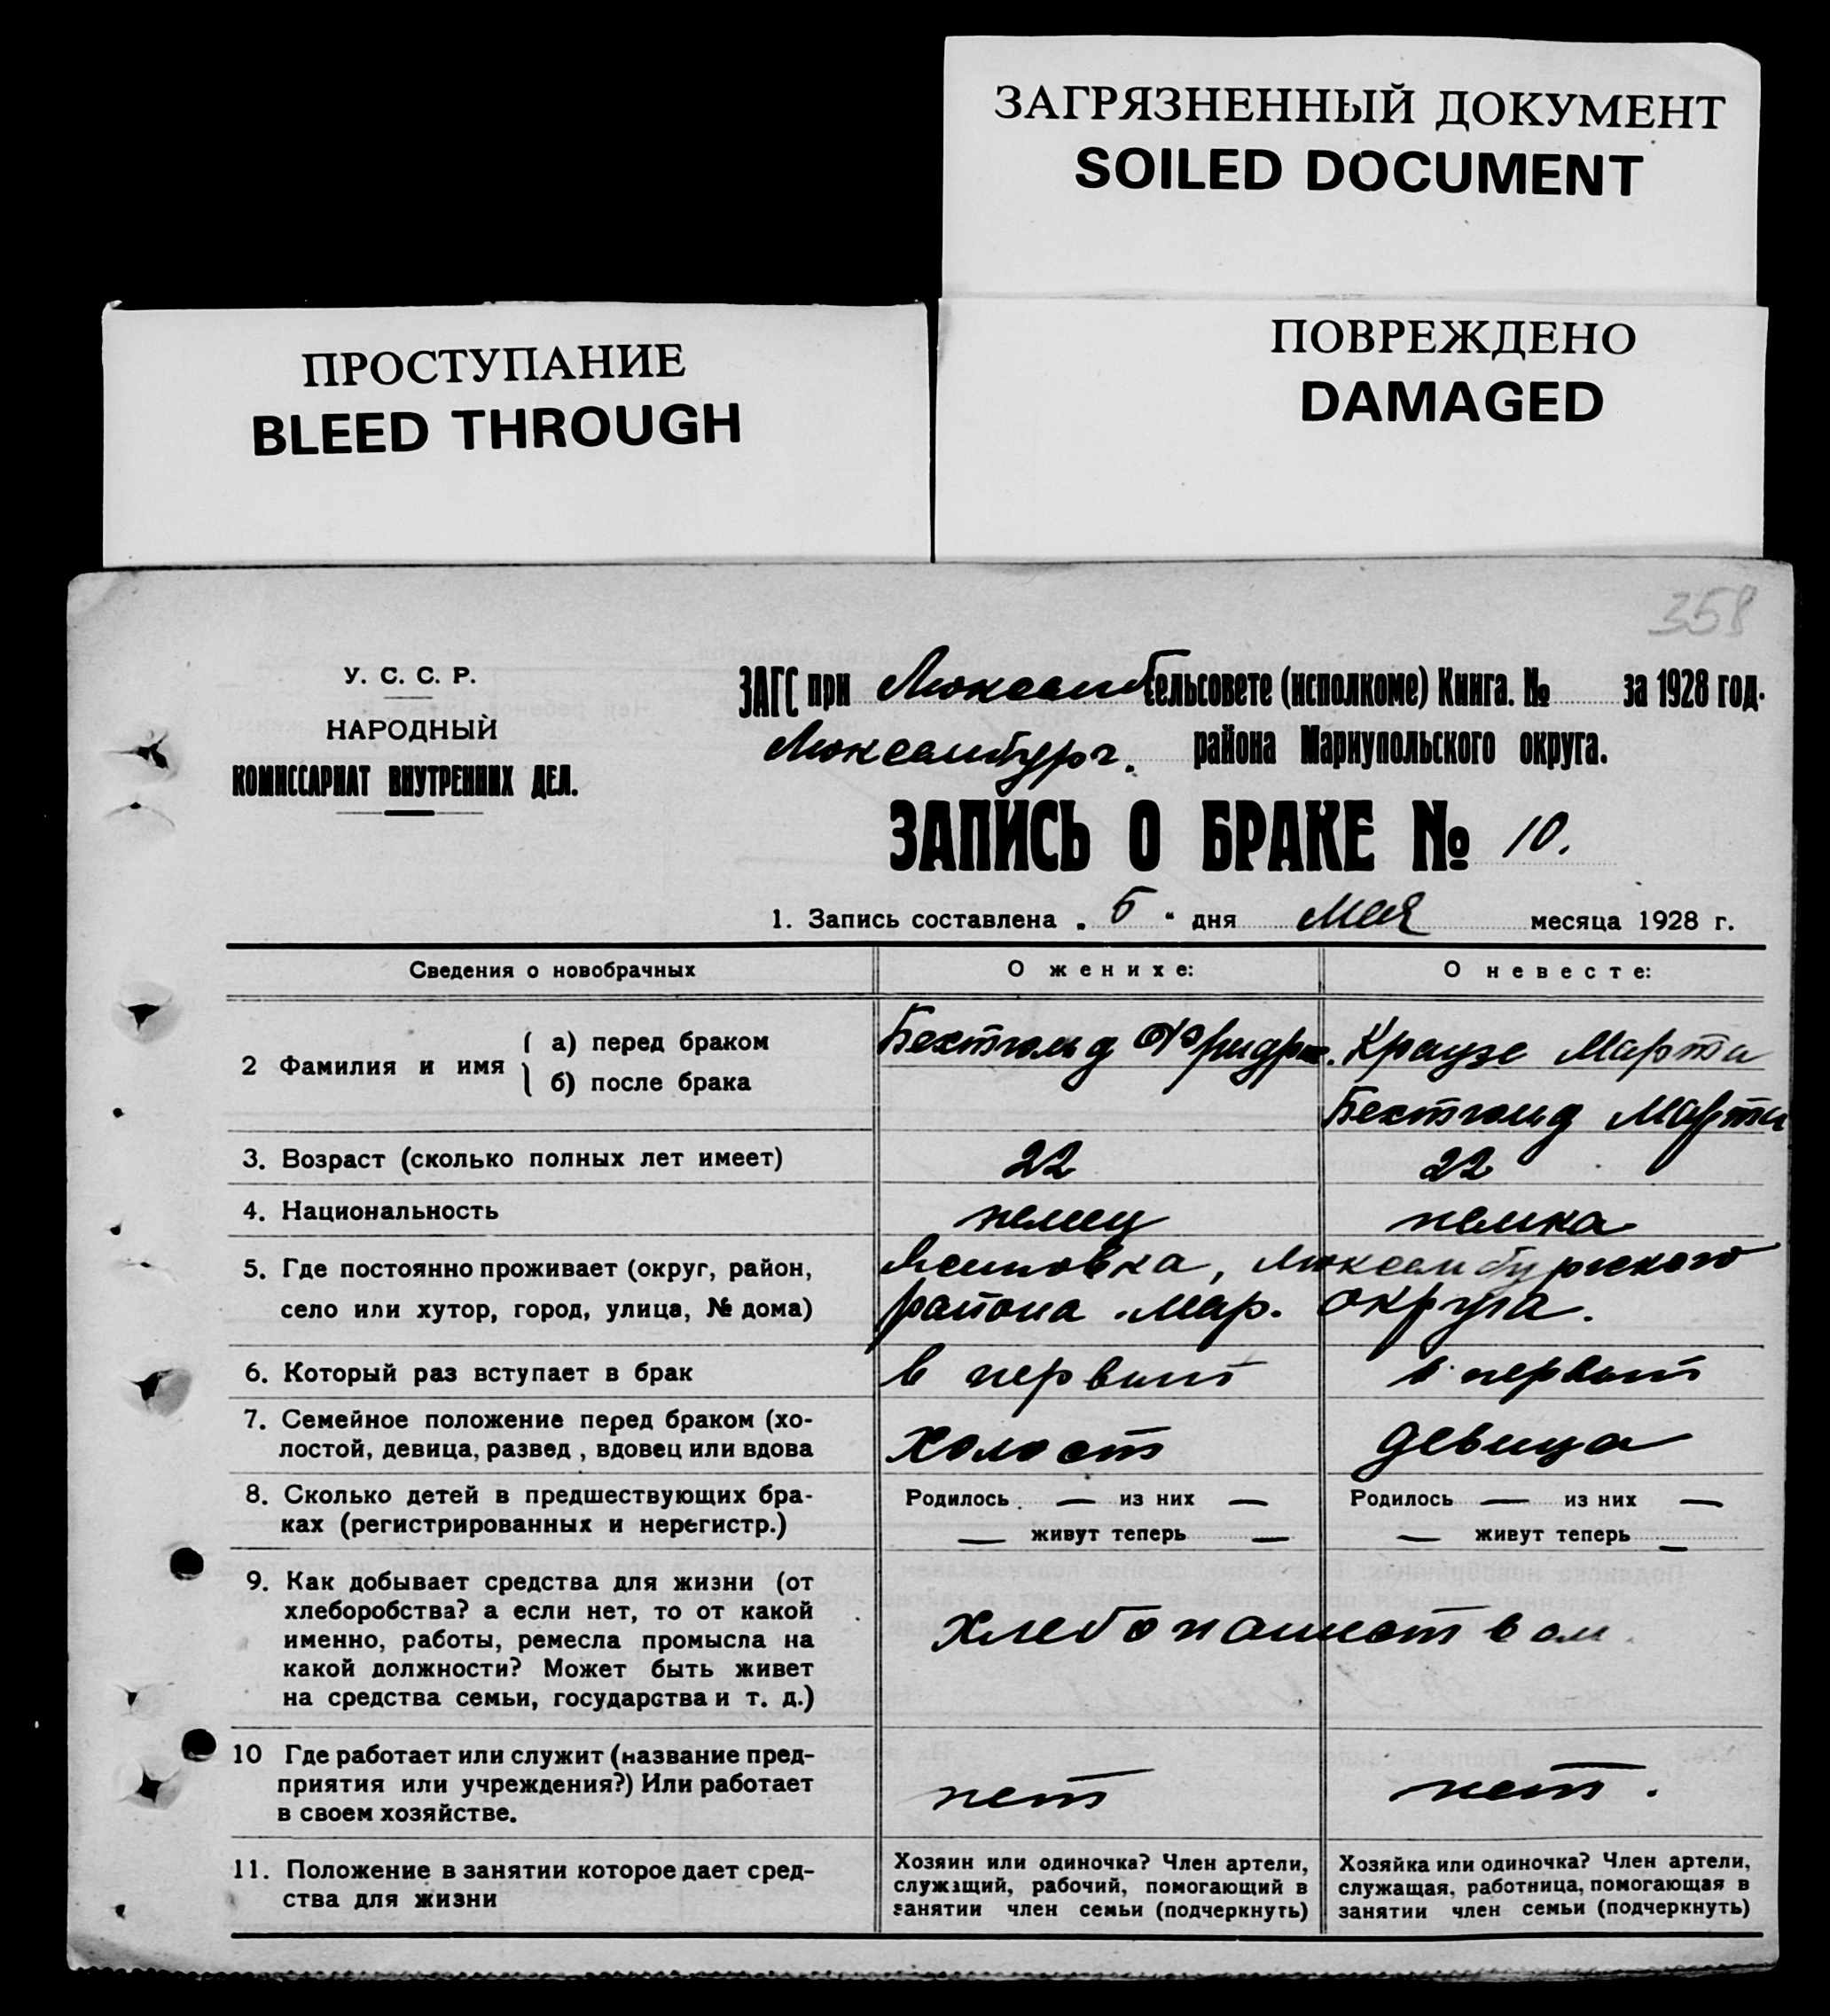 ЗАГРЯЗНЕННЫЙ ДОКУМЕНТ
SOILED DOCUMENT
ПРОСТУПАНИЕ
BLEED THROUGH
ПОВРЕЖДЕНО
DAMAGED
358
У. С. С. Р.
НАРОДНЫЙ
КОМИССАРИАТ ВНУТРЕННИХ ДЕЛ.
ЗАГС при Люксемб сельсовете (исполкоме) Книга. № за 1928 год.
Люксембург. района Мариупольского округа.
ЗАПИСЬ О БРАКЕ № 10.
1. Запись составлена „ 5 “ дня мая месяца 1928 г.
Сведения о новобрачных
О женихе:
О невесте:
2 Фамилия и имя
а) перед браком
б) после брака
Бехтгольд Фридр.
Краузе Марта
Бехтгольд Марта
3. Возраст (сколько полных лет имеет)
22
22
4. Национальность
немец
немка
5. Где постоянно проживает (округ, район,
село или хутор, город, улица, № дома)
Люксембургского
района Мар. округа.
6. Который раз вступает в брак
в первый
в первый
7. Семейное положение перед браком (хо-
лостой, девица, развед , вдовец или вдова
холост
девица
8. Сколько детей в предшествующих бра-
ках (регистрированных и нерегистр.)
Родилось — из них —
— живут теперь —
Родилось — из них —
— живут теперь —
9. Как добывает средства для жизни (от
хлеборобства? а если нет, то от какой
именно, работы, ремесла промысла на
какой должности? Может быть живет
на средства семьи, государства и т. д.)
хлебопашеством.
10 Где работает или служит (название пред-
приятия или учреждения?) Или работает
в своем хозяйстве.
нет
нет.
11. Положение в занятии которое дает сред-
ства для жизни
Хозяин или одиночка? Член артели,
служащий, рабочий, помогающий в
занятии член семьи (подчеркнуть)
Хозяйка или одиночка? Член артели,
служащая, работница, помогающая в
занятии член семьи (подчеркнуть)